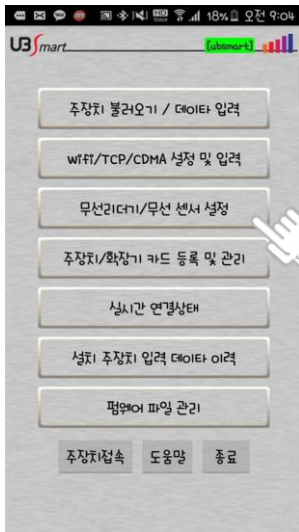 18% 오전 9:04
UBSmart
[ubsmart]
주장치 불러오기 / 데이타 입력
wifi/TCP/CDMA 설정 및 입력
무선리더기/무선 센서 설정
주장치/확장기 카드 등록 및 관리
실시간 연결상태
설치 주장치 입력 데이타 이력
펌웨어 파일 관리
주장치접속 도움말 종료